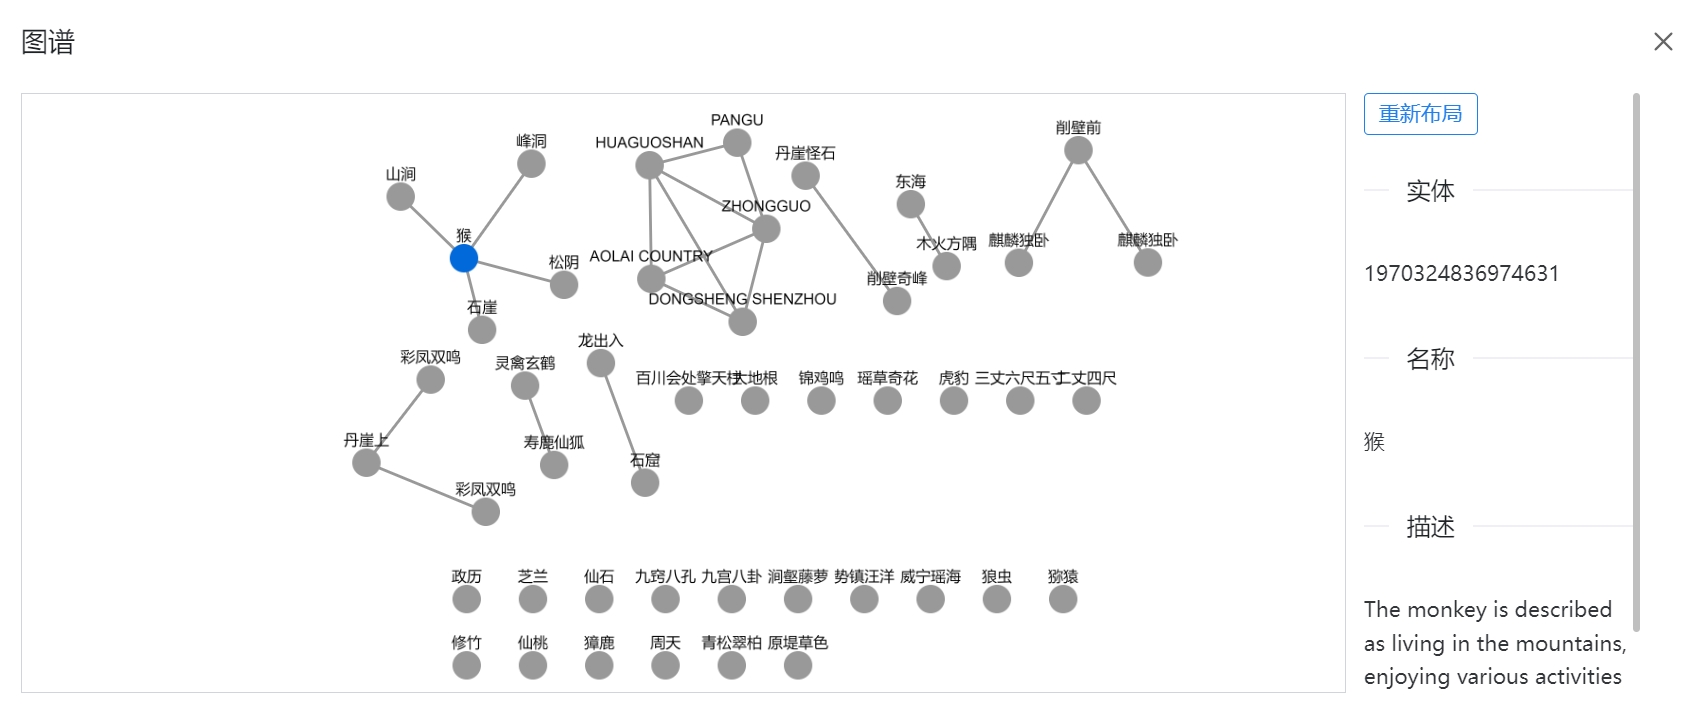 图谱
PANGU
峰洞
HUAGUOSHAN
削壁前
丹崖怪石
山涧
东海
ZHONGGUO
猴
木火方隅
麒麟独卧
麒麟独卧
AOLAI COUNTRY
松阴
削壁奇峰
DONGSHENG SHENZHOU
石崖
龙出入
彩凤双鸣
灵禽玄鹤
百川会处擎天柱
大地根
锦鸡鸣
瑶草奇花
虎豹
三丈六尺五寸
二丈四尺
丹崖上
寿鹿仙狐
石窟
彩凤双鸣
政历
芝兰
仙石
九窍八孔
九宫八卦
涧壑藤萝
势镇汪洋
威宁瑶海
狼虫
猕猿
修竹
仙桃
獐鹿
周天
青松翠柏
原堤草色
重新布局
实体
1970324836974631
名称
猴
描述
The monkey is described
as living in the mountains,
enjoying various activities